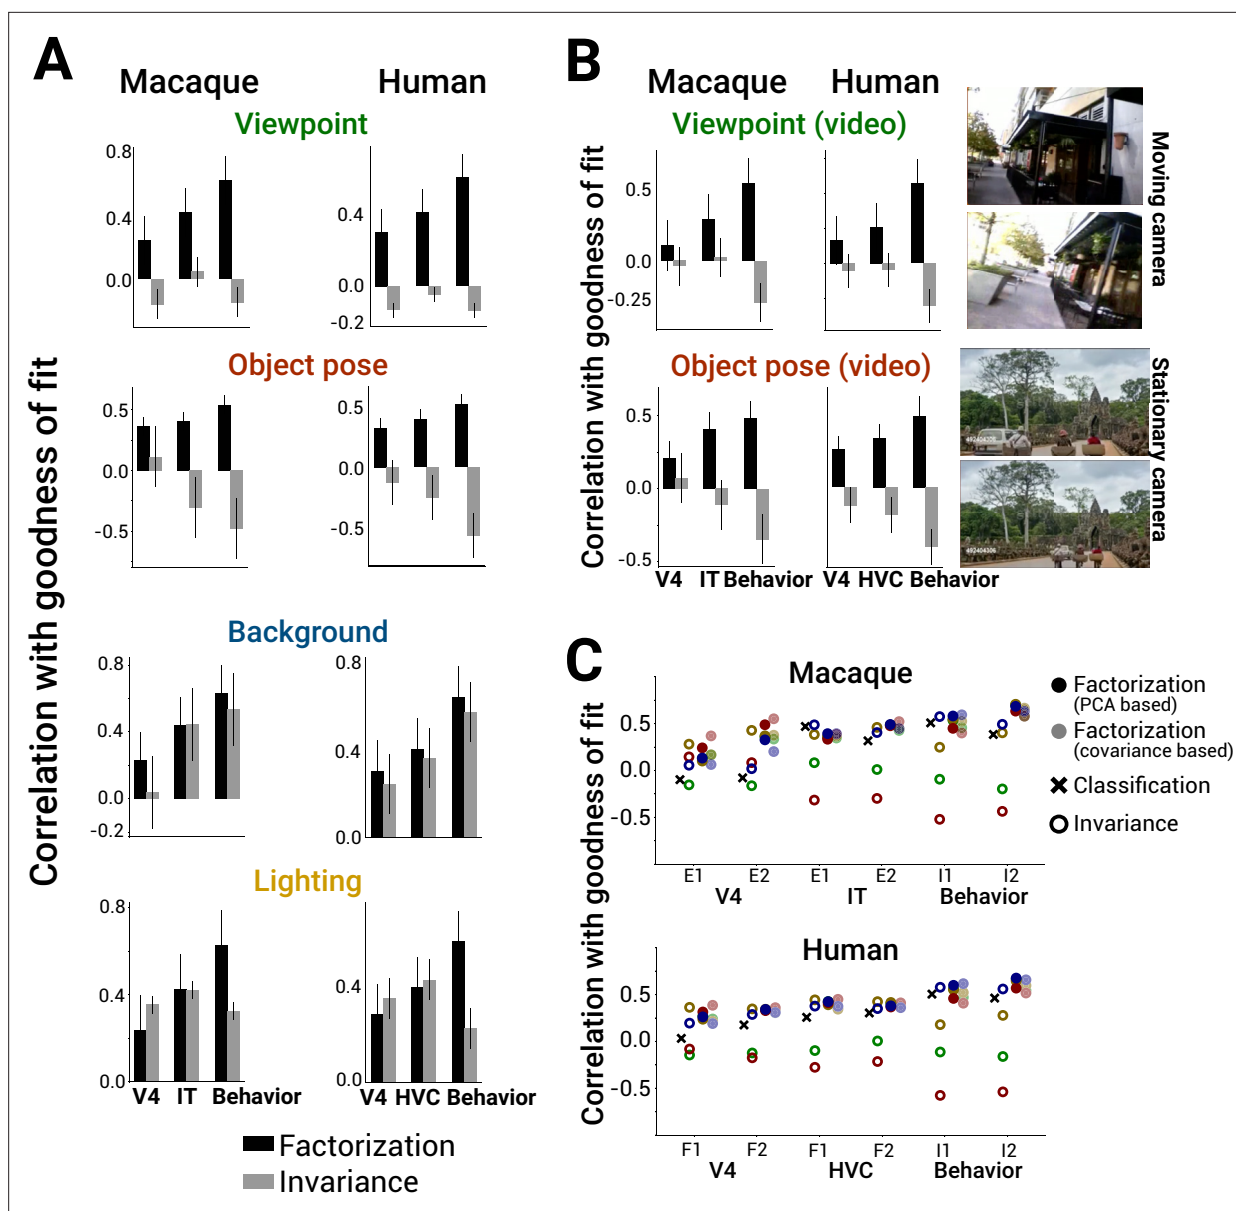 A
Macaque
Human
Correlation with goodness of fit
Viewpoint
0.8
0.4
0.0
0.4
0.0
-0.2
Object pose
0.5
0.0
-0.5
0.5
0.0
-0.5
Background
0.8
0.4
0.0
-0.2
0.8
0.4
0.0
Lighting
0.8
0.4
0.0
0.4
0.0
V4 IT Behavior
V4 HVC Behavior
Factorization
Invariance
B
Macaque
Human
Correlation with goodness of fit
Viewpoint (video)
0.5
0.0
-0.25
Moving camera
Object pose (video)
0.5
0.0
-0.5
V4 IT Behavior
V4 HVC Behavior
Stationary camera
492404306
492404306
C
Macaque
Correlation with goodness of fit
0.5
0.0
-0.5
E1 E2 E1 E2 I1 I2
V4 IT Behavior
Factorization
(PCA based)
Factorization
(covariance based)
Classification
Invariance
Human
0.5
0.0
-0.5
F1 F2 F1 F2 I1 I2
V4 HVC Behavior